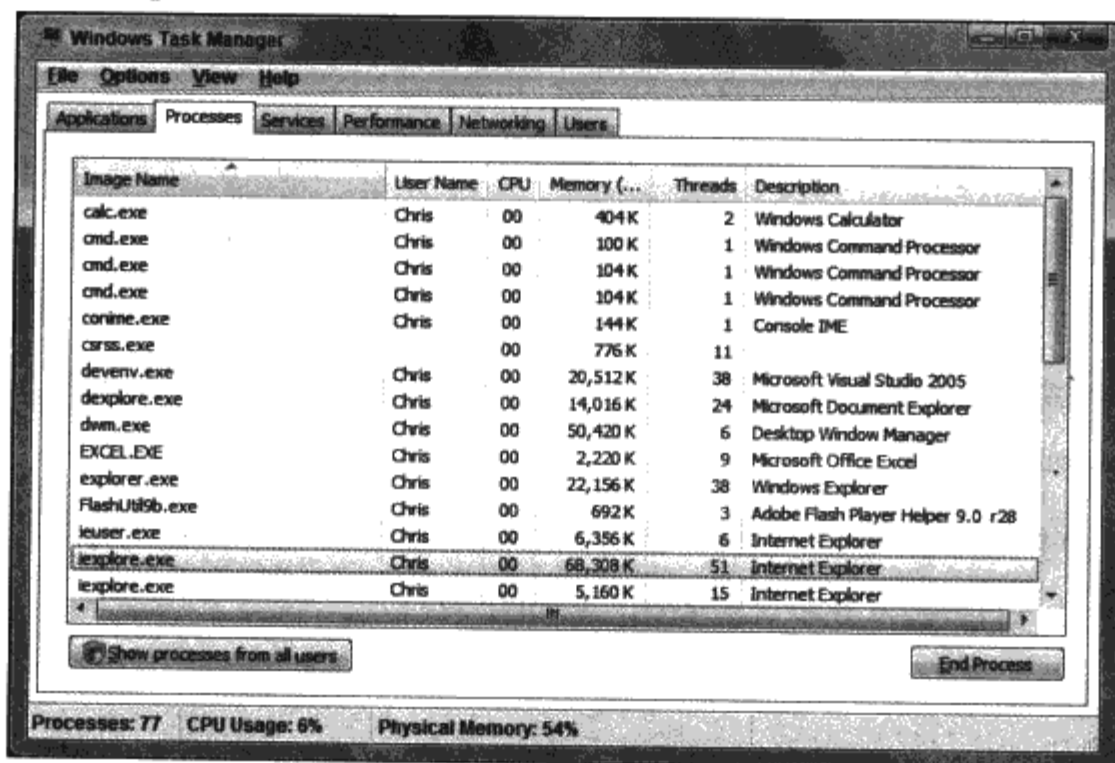 Windows Task Manager
File Options View Help
Applications Processes Services Performance Networking Users
Image Name User Name CPU Memory (... Threads Description
calc.exe Chris 00 404 K 2 Windows Calculator
cmd.exe Chris 00 100 K 1 Windows Command Processor
cmd.exe Chris 00 104 K 1 Windows Command Processor
cmd.exe Chris 00 104 K 1 Windows Command Processor
conime.exe Chris 00 144 K 1 Console IME
csrss.exe 00 776 K 11
devenv.exe Chris 00 20,512 K 38 Microsoft Visual Studio 2005
dexplore.exe Chris 00 14,016 K 24 Microsoft Document Explorer
dwm.exe Chris 00 50,420 K 6 Desktop Window Manager
EXCEL.EXE Chris 00 2,220 K 9 Microsoft Office Excel
explorer.exe Chris 00 22,156 K 38 Windows Explorer
FlashUtil9b.exe Chris 00 692 K 3 Adobe Flash Player Helper 9.0 r28
ieuser.exe Chris 00 6,356 K 6 Internet Explorer
iexplore.exe Chris 00 68,308 K 51 Internet Explorer
iexplore.exe Chris 00 5,160 K 15 Internet Explorer
Show processes from all users
End Process
Processes: 77 CPU Usage: 6% Physical Memory: 54%